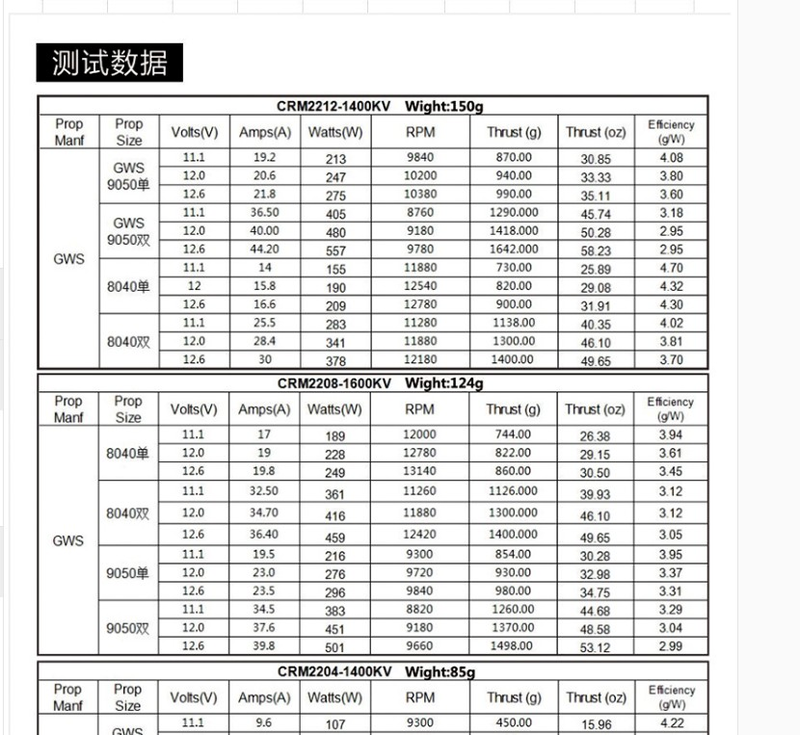 测试数据
CRM2212-1400KV Wight:150g
Prop Manf Prop Size Volts(V) Amps(A) Watts(W) RPM Thrust (g) Thrust (oz) Efficiency (g/W)
GWS
GWS 9050单
11.1 19.2 213 9840 870.00 30.85 4.08
12.0 20.6 247 10200 940.00 33.33 3.80
12.6 21.8 275 10380 990.00 35.11 3.60
GWS 9050双
11.1 36.50 405 8760 1290.000 45.74 3.18
12.0 40.00 480 9180 1418.000 50.28 2.95
12.6 44.20 557 9780 1642.000 58.23 2.95
8040单
11.1 14 155 11880 730.00 25.89 4.70
12 15.8 190 12540 820.00 29.08 4.32
12.6 16.6 209 12780 900.00 31.91 4.30
8040双
11.1 25.5 283 11280 1138.00 40.35 4.02
12.0 28.4 341 11880 1300.00 46.10 3.81
12.6 30 378 12180 1400.00 49.65 3.70
CRM2208-1600KV Wight:124g
Prop Manf Prop Size Volts(V) Amps(A) Watts(W) RPM Thrust (g) Thrust (oz) Efficiency (g/W)
GWS
8040单
11.1 17 189 12000 744.00 26.38 3.94
12.0 19 228 12780 822.00 29.15 3.61
12.6 19.8 249 13140 860.00 30.50 3.45
8040双
11.1 32.50 361 11260 1126.000 39.93 3.12
12.0 34.70 416 11880 1300.000 46.10 3.12
12.6 36.40 459 12420 1400.000 49.65 3.05
9050单
11.1 19.5 216 9300 854.00 30.28 3.95
12.0 23.0 276 9720 930.00 32.98 3.37
12.6 23.5 296 9840 980.00 34.75 3.31
9050双
11.1 34.5 383 8820 1260.00 44.68 3.29
12.0 37.6 451 9180 1370.00 48.58 3.04
12.6 39.8 501 9660 1498.00 53.12 2.99
CRM2204-1400KV Wight:85g
Prop Manf Prop Size Volts(V) Amps(A) Watts(W) RPM Thrust (g) Thrust (oz) Efficiency (g/W)
GWS
11.1 9.6 107 9300 450.00 15.96 4.22